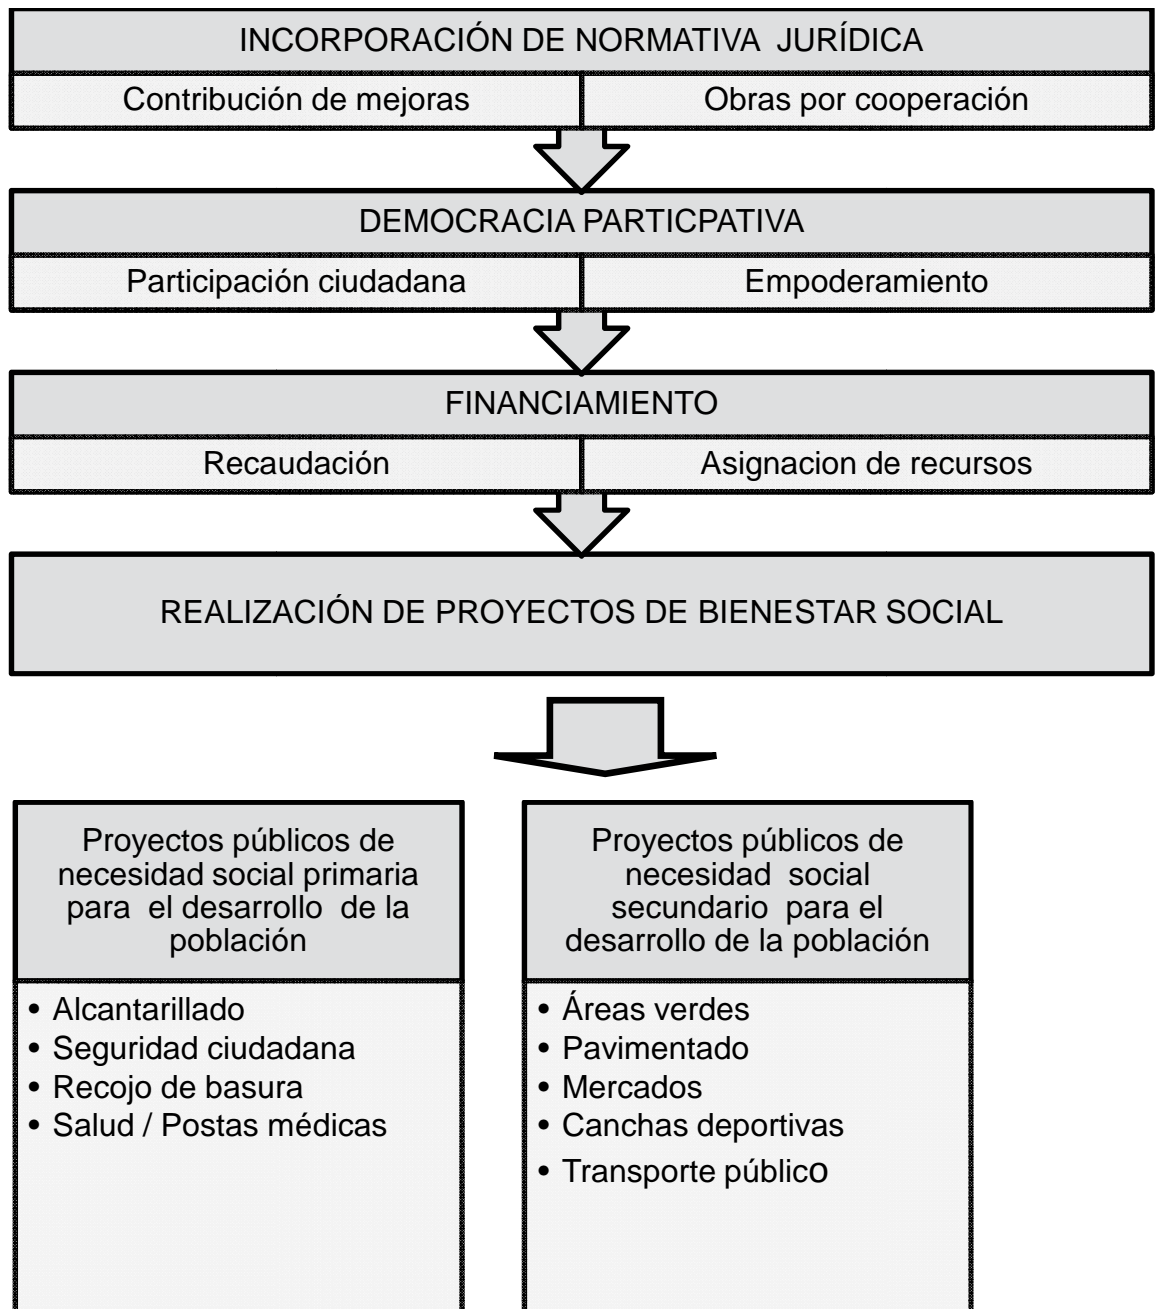 INCORPORACIÓN DE NORMATIVA JURÍDICA
Contribución de mejoras
Obras por cooperación
DEMOCRACIA PARTICPATIVA
Participación ciudadana
Empoderamiento
FINANCIAMIENTO
Recaudación
Asignacion de recursos
REALIZACIÓN DE PROYECTOS DE BIENESTAR SOCIAL
Proyectos públicos de
necesidad social primaria
para el desarrollo de la
población
• Alcantarillado
• Seguridad ciudadana
• Recojo de basura
• Salud / Postas médicas
Proyectos públicos de
necesidad social
secundario para el
desarrollo de la población
• Áreas verdes
• Pavimentado
• Mercados
• Canchas deportivas
• Transporte público